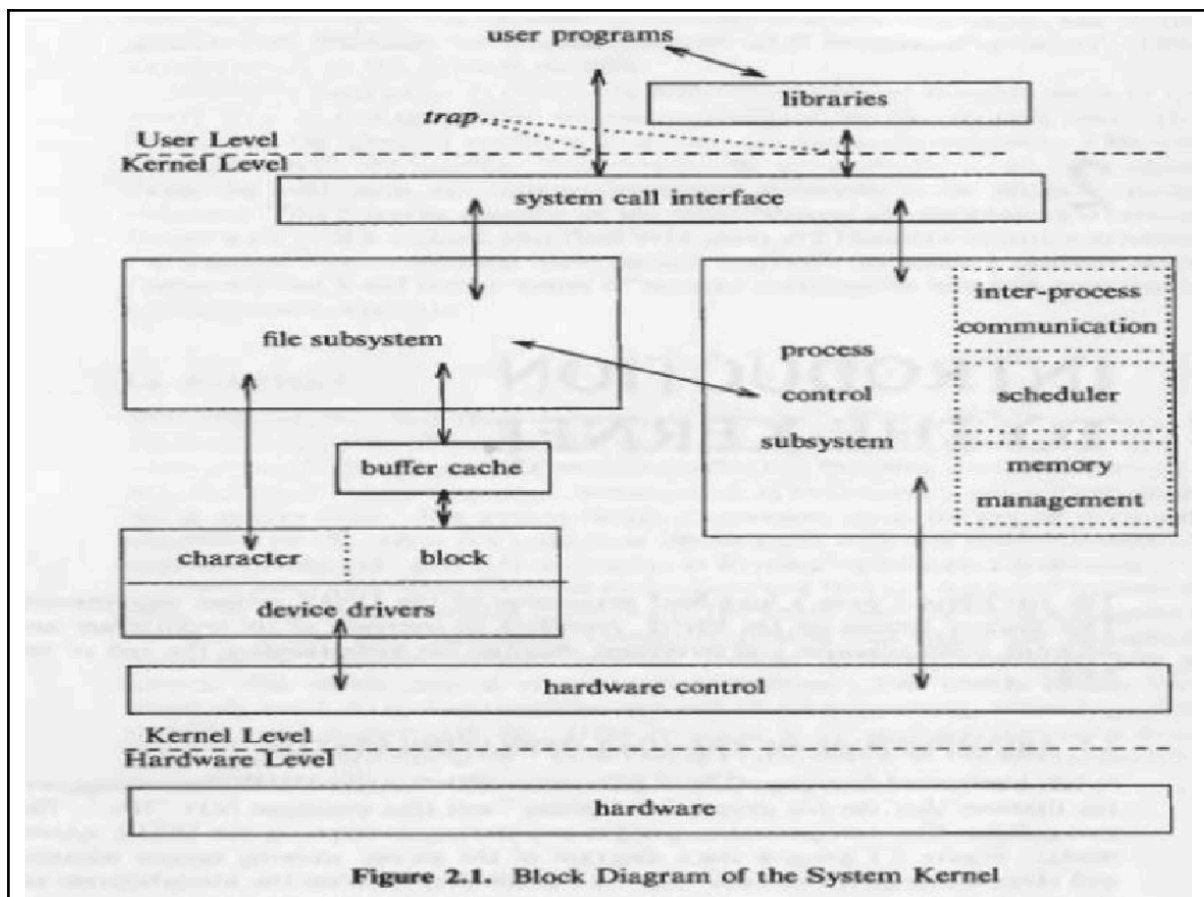 user programs
libraries
trap
User Level
Kernel Level
system call interface
file subsystem
inter-process
communication
process
control
subsystem
scheduler
memory
management
buffer cache
character
block
device drivers
hardware control
Kernel Level
Hardware Level
hardware
Figure 2.1. Block Diagram of the System Kernel